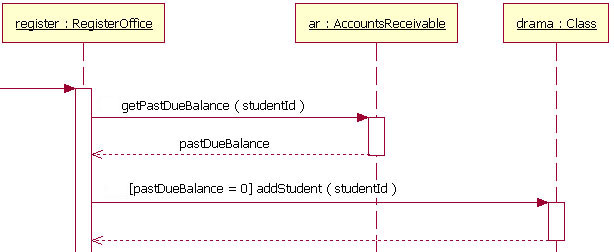 register : RegisterOffice
ar : AccountsReceivable
drama : Class
getPastDueBalance ( studentId )
pastDueBalance
[pastDueBalance = 0] addStudent ( studentId )